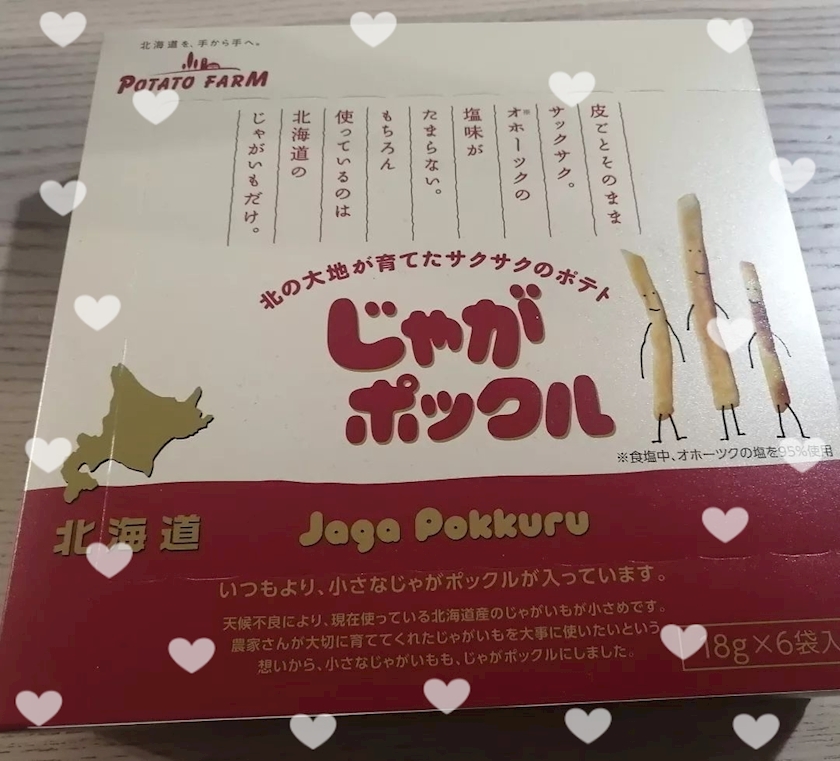 北海道を、手から手へ。
POTATO FARM
皮ごとそのまま
サックサク。
オホーツクの※
塩味が
たまらない。
もちろん
使っているのは
北海道の
じゃがいもだけ。
北の大地が育てたサクサクのポテト
じゃが
ポックル
※食塩中、オホーツクの塩を95%使用
北海道
Jaga Pokkuru
いつもより、小さなじゃがポックルが入っています。
天候不良により、現在使っている北海道産のじゃがいもが小さめです。
農家さんが大切に育ててくれたじゃがいもを大事に使いたいという
想いから、小さなじゃがいもも、じゃがポックルにしました。
18g×6袋入